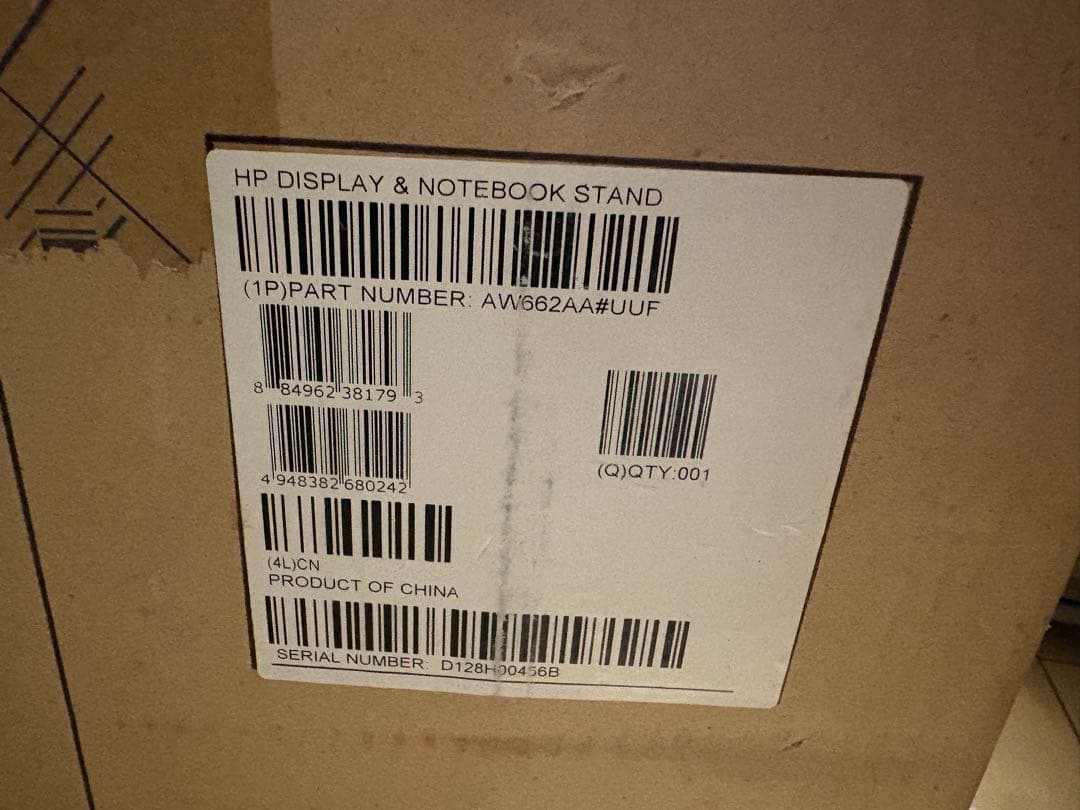 HP DISPLAY & NOTEBOOK STAND
(1P)PART NUMBER: AW662AA#UUF
8 84962 38179 3
4 948382 680242
(Q)QTY:001
(4L)CN
PRODUCT OF CHINA
SERIAL NUMBER: D128H00456B